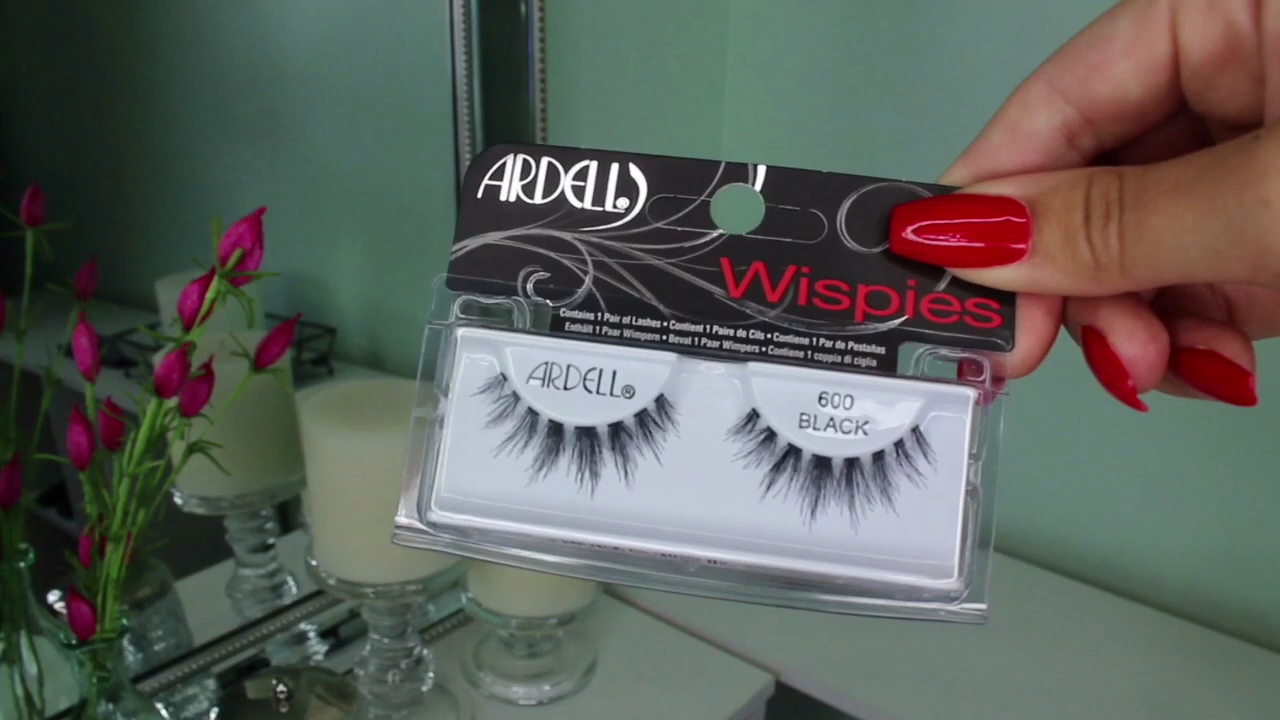 ARDELL®
Wispies
Contains 1 Pair of Lashes • Contient 1 Paire de Cils • Contiene 1 Par de Pestañas
Enthält 1 Paar Wimpern • Bevat 1 Paar Wimpers • Contiene 1 coppia di ciglia
ARDELL®
600
BLACK